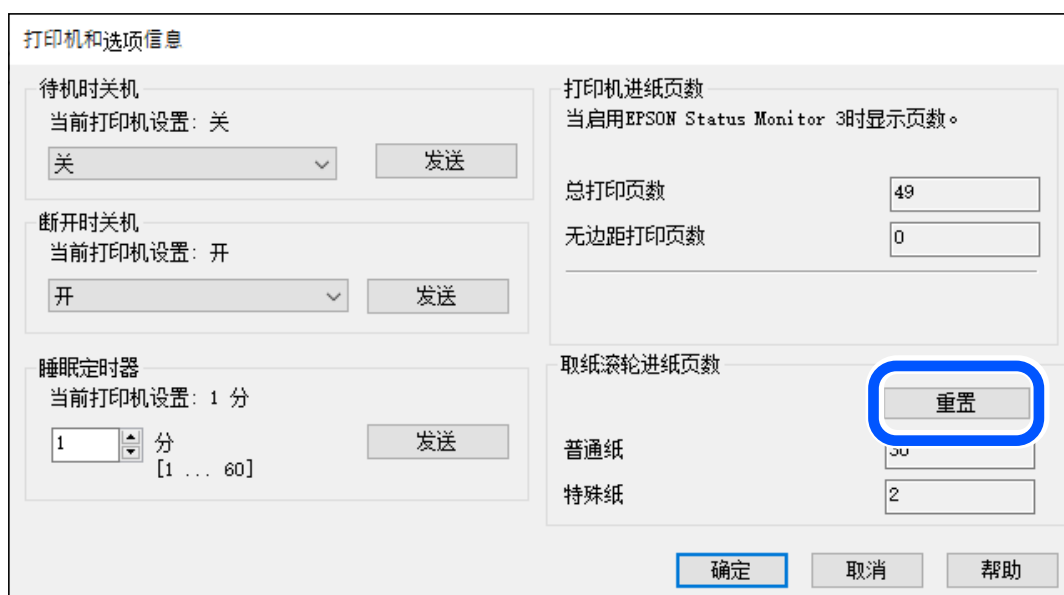 打印机和选项信息
待机时关机
当前打印机设置: 关
关
发送
断开时关机
当前打印机设置: 开
开
发送
睡眠定时器
当前打印机设置: 1 分
1
分
[1 ... 60]
发送
打印机进纸页数
当启用EPSON Status Monitor 3时显示页数。
总打印页数
49
无边距打印页数
0
取纸滚轮进纸页数
重置
普通纸
特殊纸
2
确定
取消
帮助